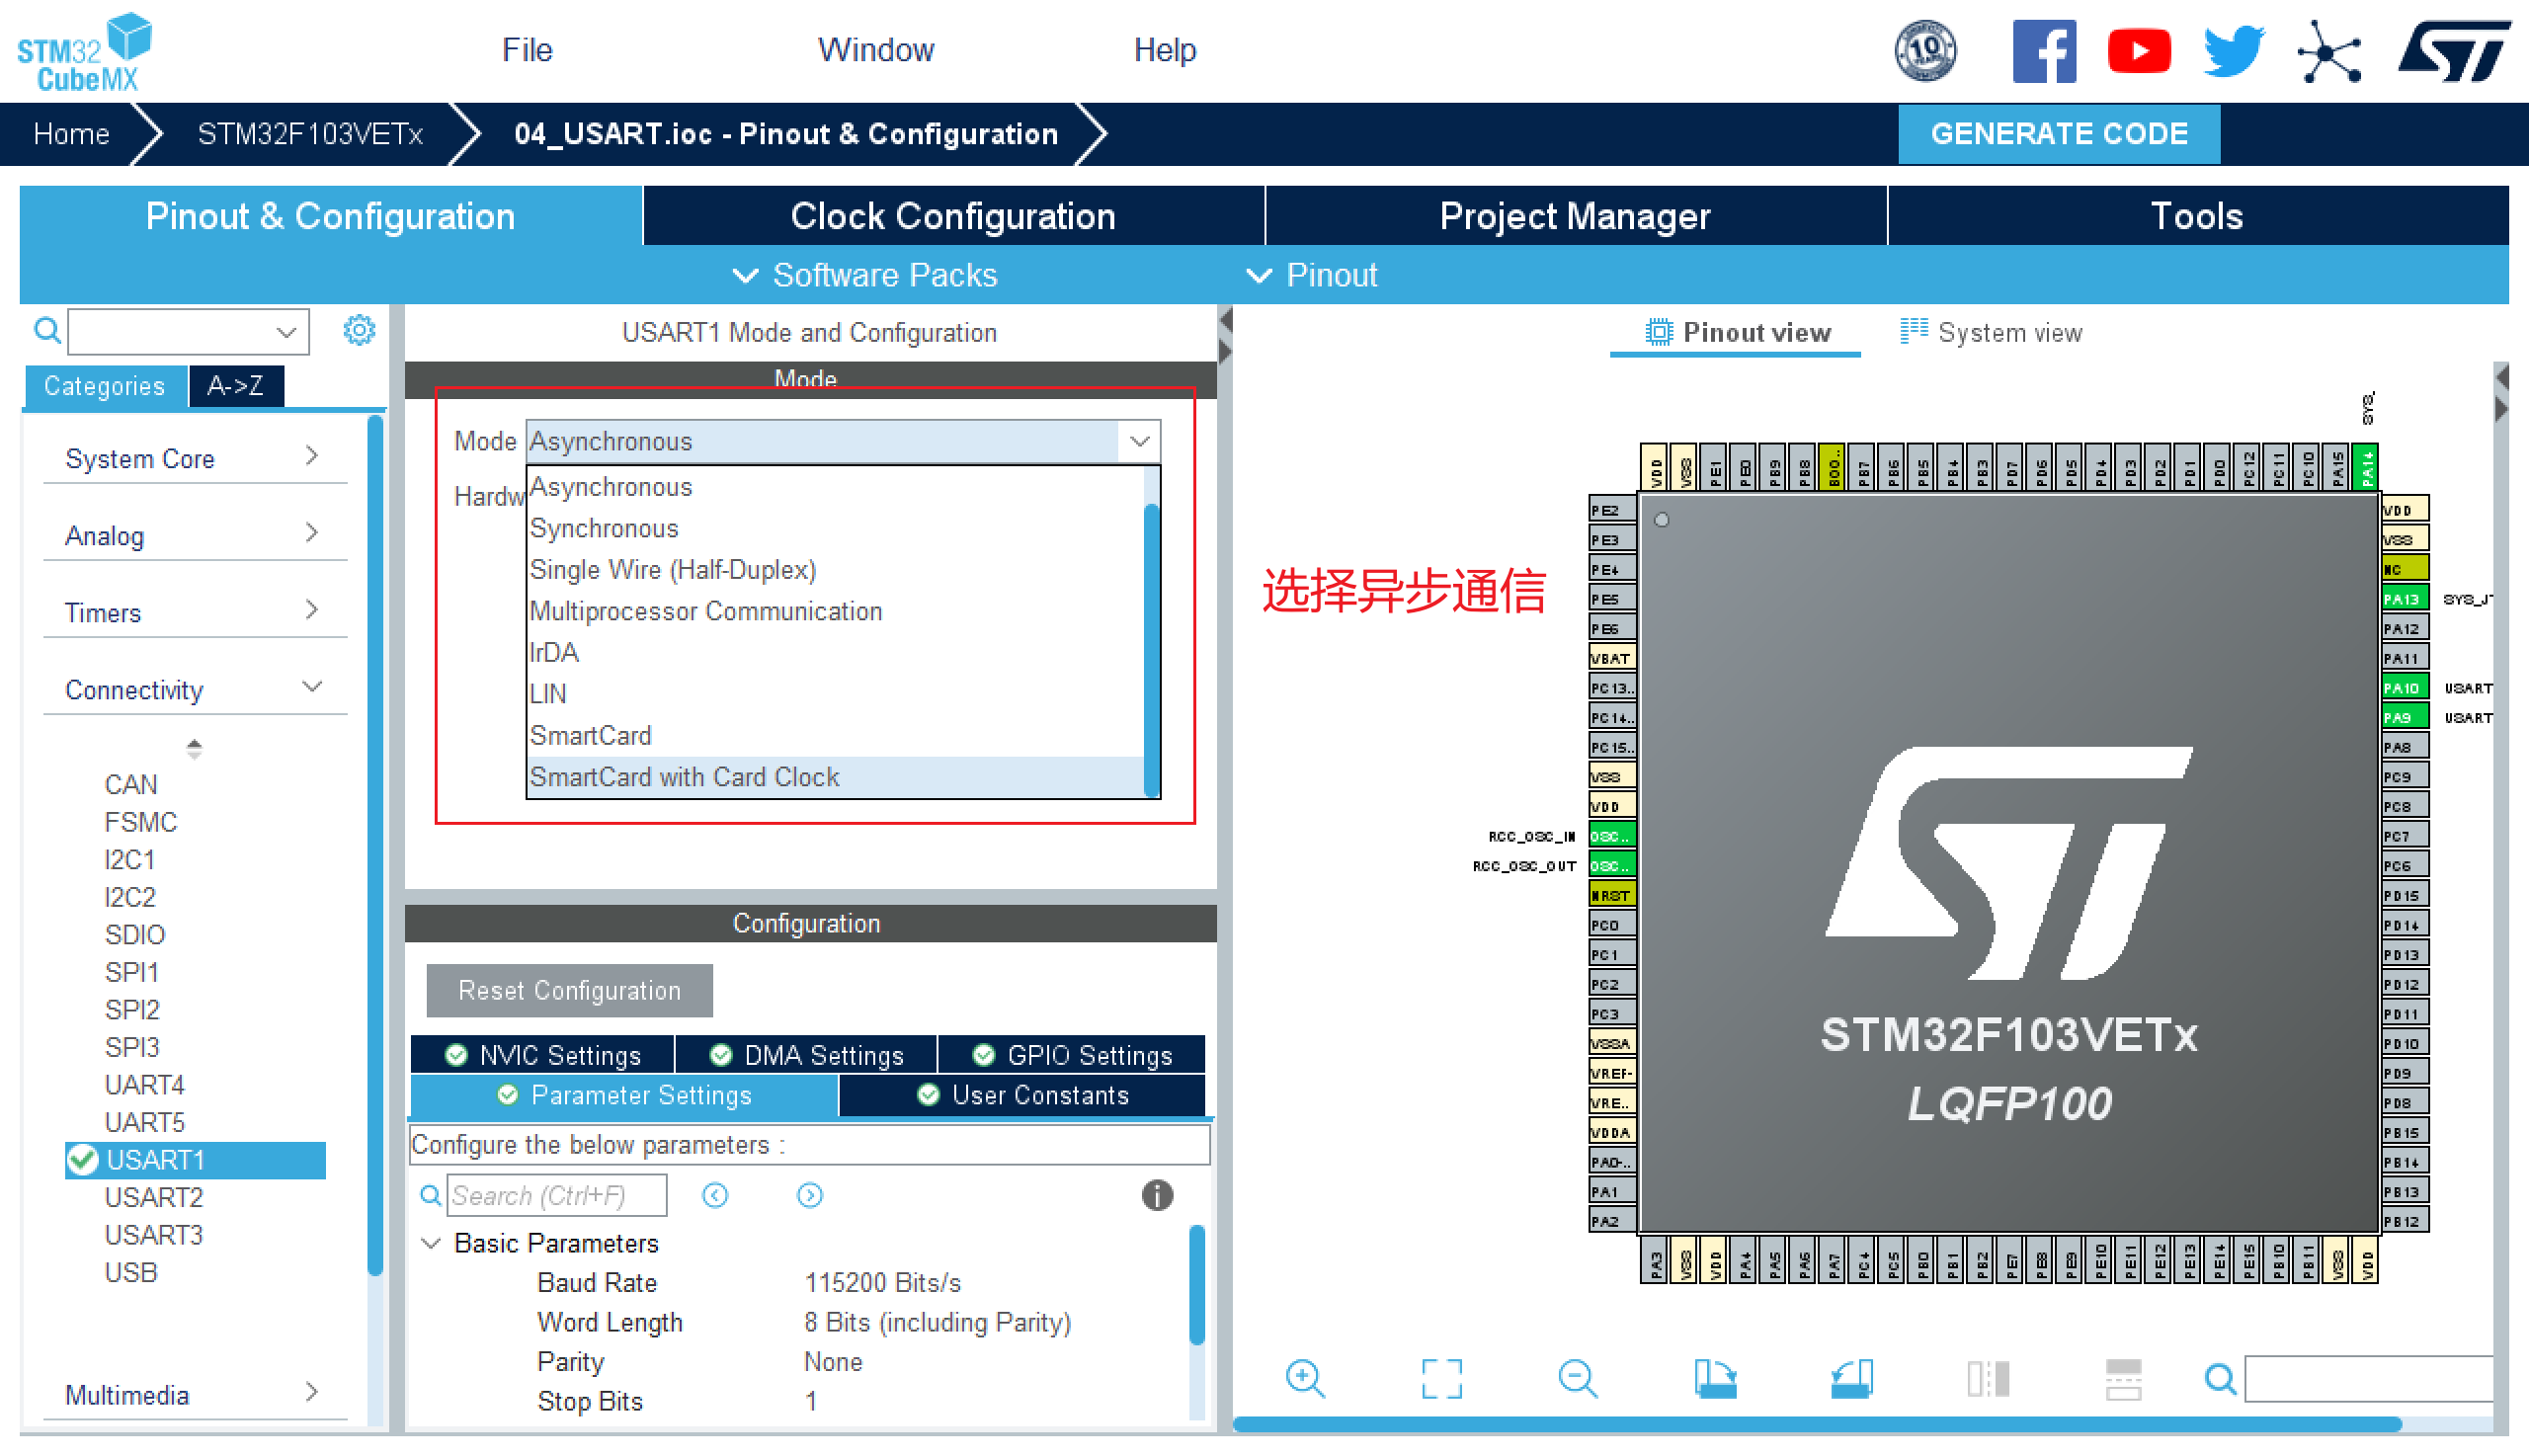 STM32
CubeMX
File
Window
Help
10
Home
STM32F103VETx
04_USART.ioc - Pinout & Configuration
GENERATE CODE
Pinout & Configuration
Clock Configuration
Project Manager
Tools
Software Packs
Pinout
Categories
A->Z
System Core
Analog
Timers
Connectivity
CAN
FSMC
I2C1
I2C2
SDIO
SPI1
SPI2
SPI3
UART4
UART5
USART1
USART2
USART3
USB
Multimedia
USART1 Mode and Configuration
Mode
Mode Asynchronous
Hardw
Asynchronous
Synchronous
Single Wire (Half-Duplex)
Multiprocessor Communication
IrDA
LIN
SmartCard
SmartCard with Card Clock
Configuration
Reset Configuration
NVIC Settings
DMA Settings
GPIO Settings
Parameter Settings
User Constants
Configure the below parameters :
Search (Ctrl+F)
Basic Parameters
Baud Rate 115200 Bits/s
Word Length 8 Bits (including Parity)
Parity None
Stop Bits 1
Pinout view
System view
选择异步通信
SYS_
VDD
VSS
PE1
PE0
PB9
PB8
BOO..
PB7
PB6
PB5
PB4
PB3
PD7
PD6
PD5
PD4
PD3
PD2
PD1
PD0
PC12
PC11
PC10
PA15
PA14
PE2
PE3
PE4
PE5
PE6
VBAT
PC13..
PC14..
PC15..
VSS
VDD
RCC_OSC_IN OSC..
RCC_OSC_OUT OSC..
NRST
PC0
PC1
PC2
PC3
VSSA
VREF-
VRE..
VDDA
PA0-..
PA1
PA2
ST
STM32F103VETx
LQFP100
VDD
VSS
NC
PA13 SYS_JT
PA12
PA11
PA10 USART
PA9 USART
PA8
PC9
PC8
PC7
PC6
PD15
PD14
PD13
PD12
PD11
PD10
PD9
PD8
PB15
PB14
PB13
PB12
PA3
VSS
VDD
PA4
PA5
PA6
PA7
PC4
PC5
PB0
PB1
PB2
PE7
PE8
PE9
PE10
PE11
PE12
PE13
PE14
PE15
PB10
PB11
VSS
VDD